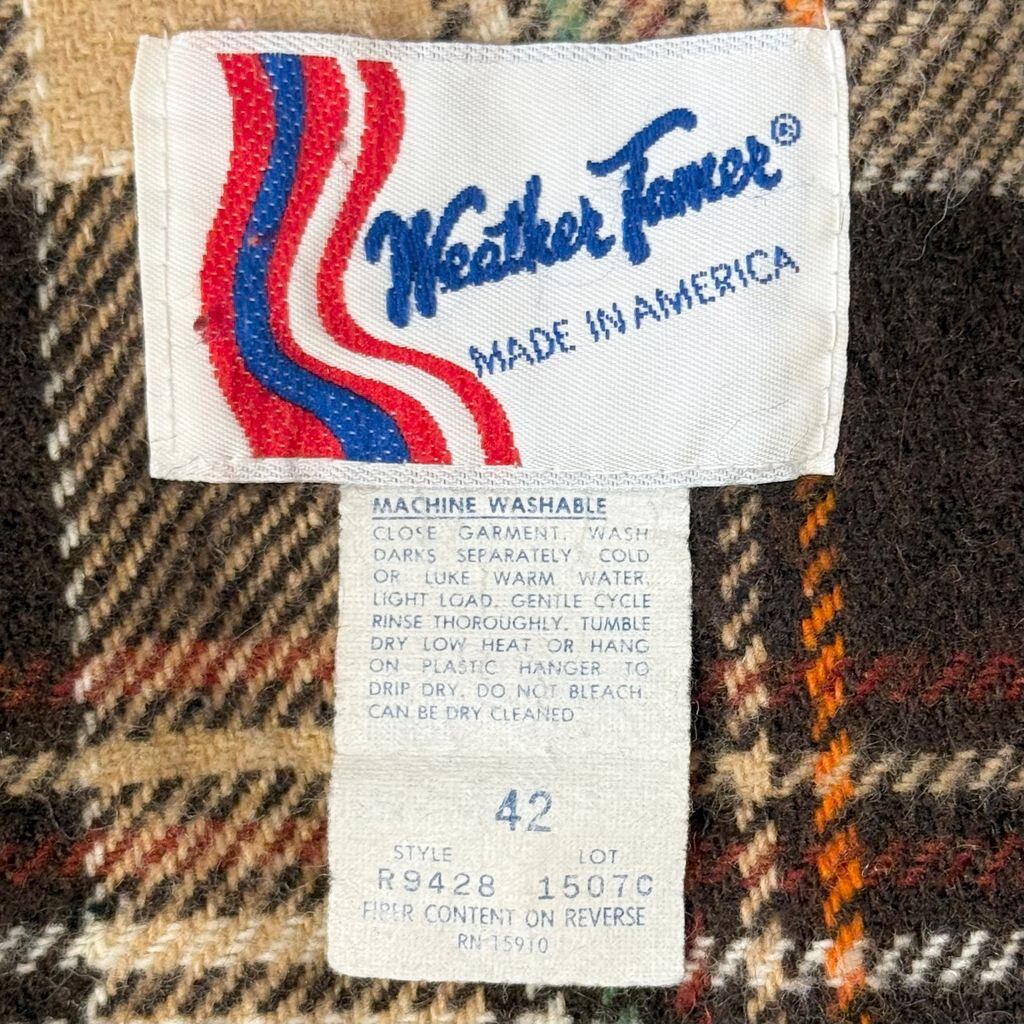 Weather Tamer®
MADE IN AMERICA
MACHINE WASHABLE
CLOSE GARMENT. WASH
DARKS SEPARATELY COLD
OR LUKE WARM WATER.
LIGHT LOAD. GENTLE CYCLE
RINSE THOROUGHLY. TUMBLE
DRY LOW HEAT OR HANG
ON PLASTIC HANGER TO
DRIP DRY. DO NOT BLEACH.
CAN BE DRY CLEANED
42
STYLE LOT
R9428 1507C
FIBER CONTENT ON REVERSE
RN 15910